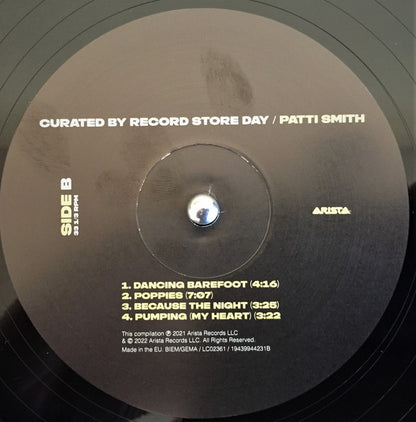 CURATED BY RECORD STORE DAY / PATTI SMITH
SIDE B
33 1:3 RPM
ARISTA
1. DANCING BAREFOOT (4:16)
2. POPPIES (7:07)
3. BECAUSE THE NIGHT (3:25)
4. PUMPING (MY HEART) (3:22
This compilation ℗ 2021 Arista Records LLC
& © 2022 Arista Records LLC. All Rights Reserved.
Made in the EU. BIEM/GEMA / LC02361 / 19439944231B